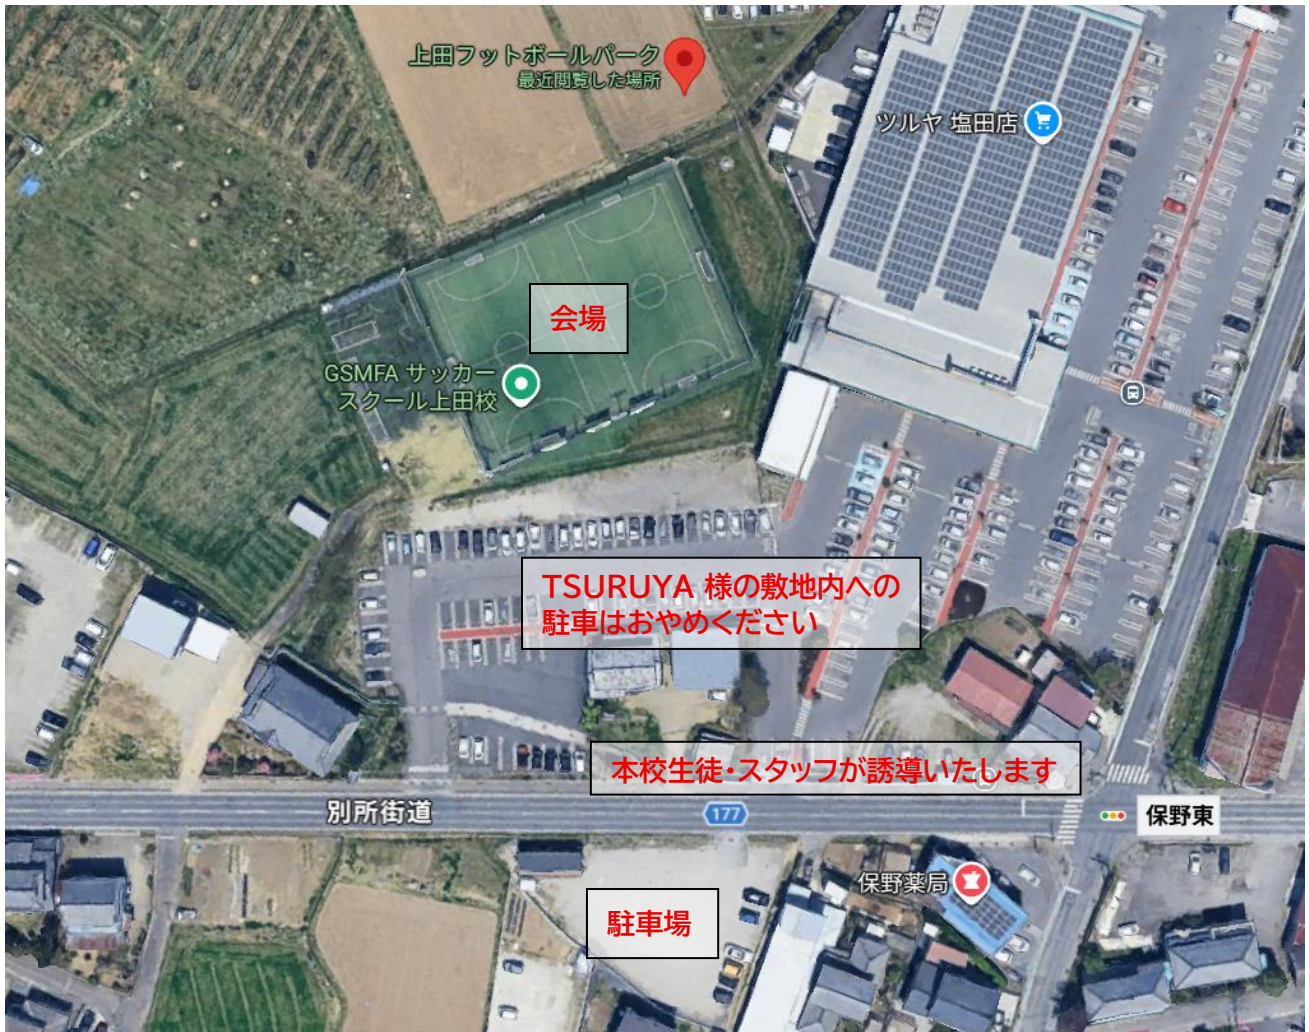 上田フットボールパーク
最近閲覧した場所
ツルヤ 塩田店
会場
GSMFA サッカー
スクール上田校
TSURUYA 様の敷地内への
駐車はおやめください
本校生徒・スタッフが誘導いたします
別所街道
177
保野東
保野薬局
駐車場